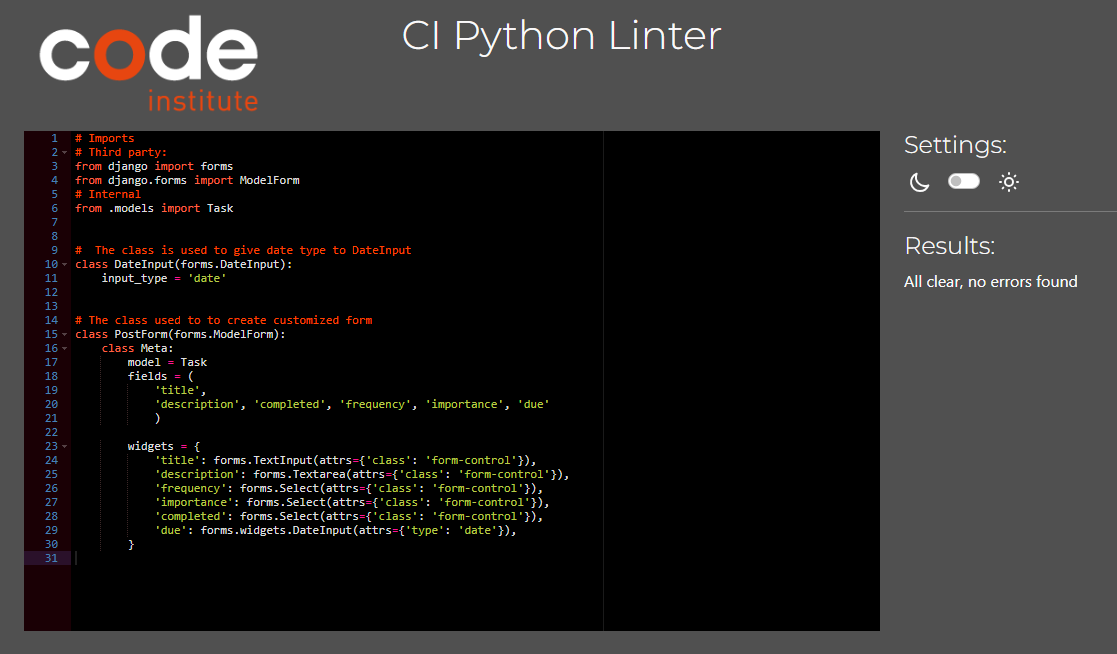 code
institute
CI Python Linter
1 # Imports
2 # Third party:
3 from django import forms
4 from django.forms import ModelForm
5 # Internal
6 from .models import Task
7
8
9 #  The class is used to give date type to DateInput
10 class DateInput(forms.DateInput):
11     input_type = 'date'
12
13
14 # The class used to to create customized form
15 class PostForm(forms.ModelForm):
16     class Meta:
17         model = Task
18         fields = (
19             'title',
20             'description', 'completed', 'frequency', 'importance', 'due'
21             )
22
23         widgets = {
24             'title': forms.TextInput(attrs={'class': 'form-control'}),
25             'description': forms.Textarea(attrs={'class': 'form-control'}),
26             'frequency': forms.Select(attrs={'class': 'form-control'}),
27             'importance': forms.Select(attrs={'class': 'form-control'}),
28             'completed': forms.Select(attrs={'class': 'form-control'}),
29             'due': forms.widgets.DateInput(attrs={'type': 'date'}),
30         }
31
Settings:
Results:
All clear, no errors found